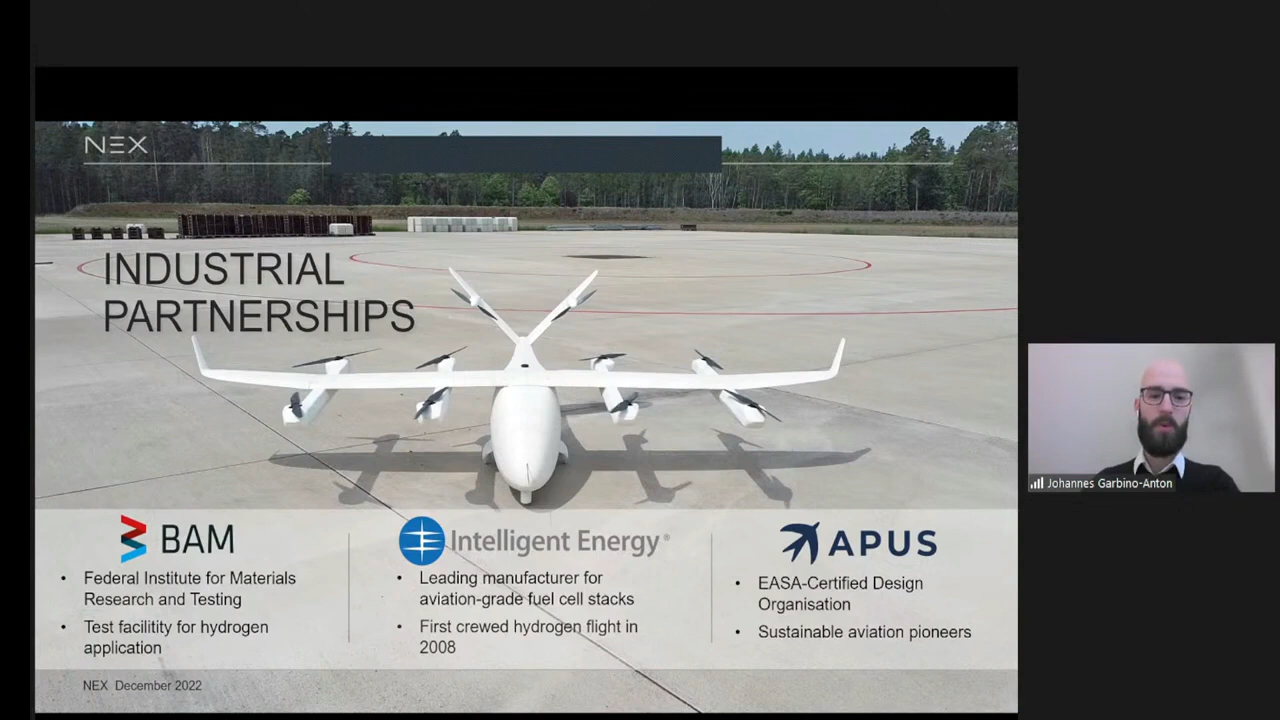 NEX
INDUSTRIAL
PARTNERSHIPS
BAM
• Federal Institute for Materials
Research and Testing
• Test facilitity for hydrogen
application
Intelligent Energy®
• Leading manufacturer for
aviation-grade fuel cell stacks
• First crewed hydrogen flight in
2008
APUS
• EASA-Certified Design
Organisation
• Sustainable aviation pioneers
NEX December 2022
Johannes Garbino-Anton